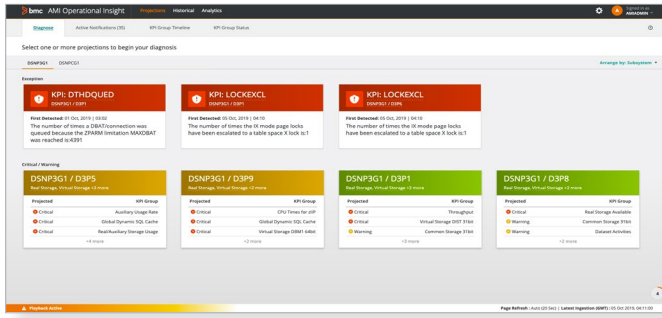 bmc AMI Operational Insight Projections Historical Analytics Signed in as AMIADMIN
Diagnose Active Notifications (35) KPI Group Timeline KPI Group Status
Select one or more projections to begin your diagnosis
DSNP3G1 DSNPCG1 Arrange by: Subsystem
Exception
KPI: DTHDQUED
DSNP3G1 / D3P1
First Detected: 01 Oct, 2019 | 03:02
The number of times a DBAT/connection was
queued because the ZPARM limitation MAXDBAT
was reached is:4391
KPI: LOCKEXCL
DSNP3G1 / D3P1
First Detected: 05 Oct, 2019 | 04:10
The number of times the IX mode page locks
have been escalated to a table space X lock is:1
KPI: LOCKEXCL
DSNP3G1 / D3P6
First Detected: 05 Oct, 2019 | 04:10
The number of times the IX mode page locks
have been escalated to a table space X lock is:1
Critical / Warning
DSNP3G1 / D3P5
Real Storage, Virtual Storage +3 more
Projected KPI Group
Critical Auxiliary Usage Rate
Critical Global Dynamic SQL Cache
Critical Real/Auxiliary Storage Usage
+4 more
DSNP3G1 / D3P9
Real Storage, Virtual Storage +3 more
Projected KPI Group
Critical CPU Times for zIIP
Critical Global Dynamic SQL Cache
Critical Virtual Storage DBM1 64bit
+2 more
DSNP3G1 / D3P1
Real Storage, Virtual Storage +3 more
Projected KPI Group
Critical Throughput
Critical Virtual Storage DIST 31bit
Warning Common Storage 31bit
+3 more
DSNP3G1 / D3P8
Real Storage, Virtual Storage +2 more
Projected KPI Group
Critical Real Storage Available
Warning Common Storage 31bit
Warning Dataset Activities
+2 more
4
Playback Active Page Refresh : Auto (20 Sec) | Latest Ingestion (GMT) : 05 Oct 2019, 04:11:00